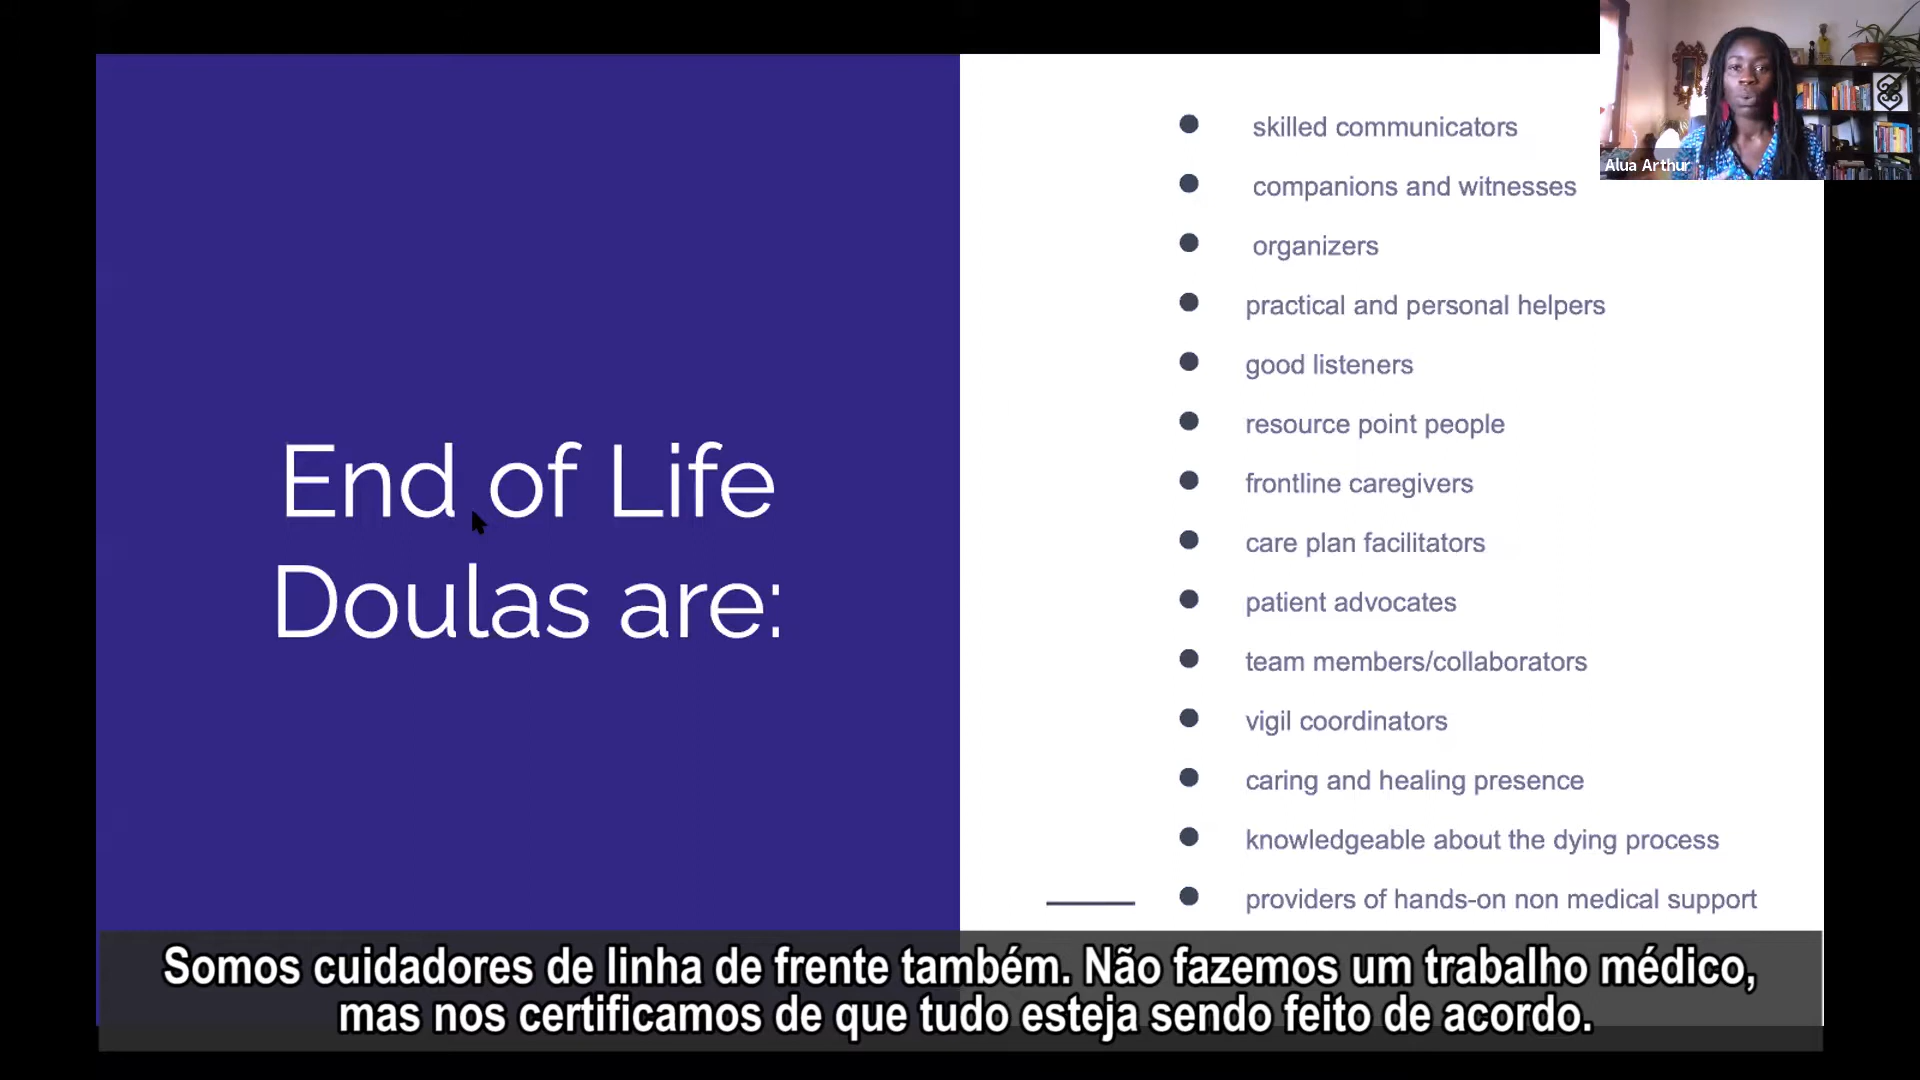 End of Life
Doulas are:
skilled communicators
companions and witnesses
organizers
practical and personal helpers
good listeners
resource point people
frontline caregivers
care plan facilitators
patient advocates
team members/collaborators
vigil coordinators
caring and healing presence
knowledgeable about the dying process
providers of hands-on non medical support
Alua Arthur
Somos cuidadores de linha de frente também. Não fazemos um trabalho médico,
mas nos certificamos de que tudo esteja sendo feito de acordo.